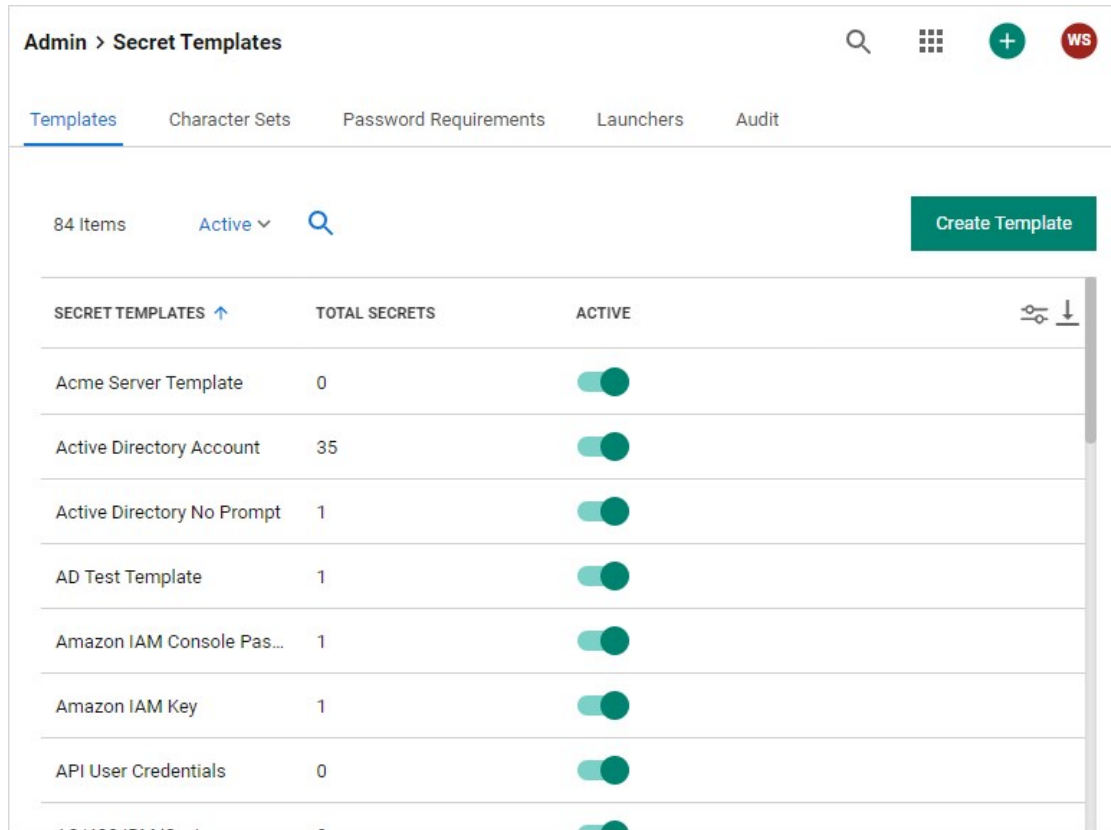 Admin > Secret Templates
WS
Templates Character Sets Password Requirements Launchers Audit
84 Items Active Create Template
SECRET TEMPLATES TOTAL SECRETS ACTIVE
Acme Server Template 0
Active Directory Account 35
Active Directory No Prompt 1
AD Test Template 1
Amazon IAM Console Pas... 1
Amazon IAM Key 1
API User Credentials 0